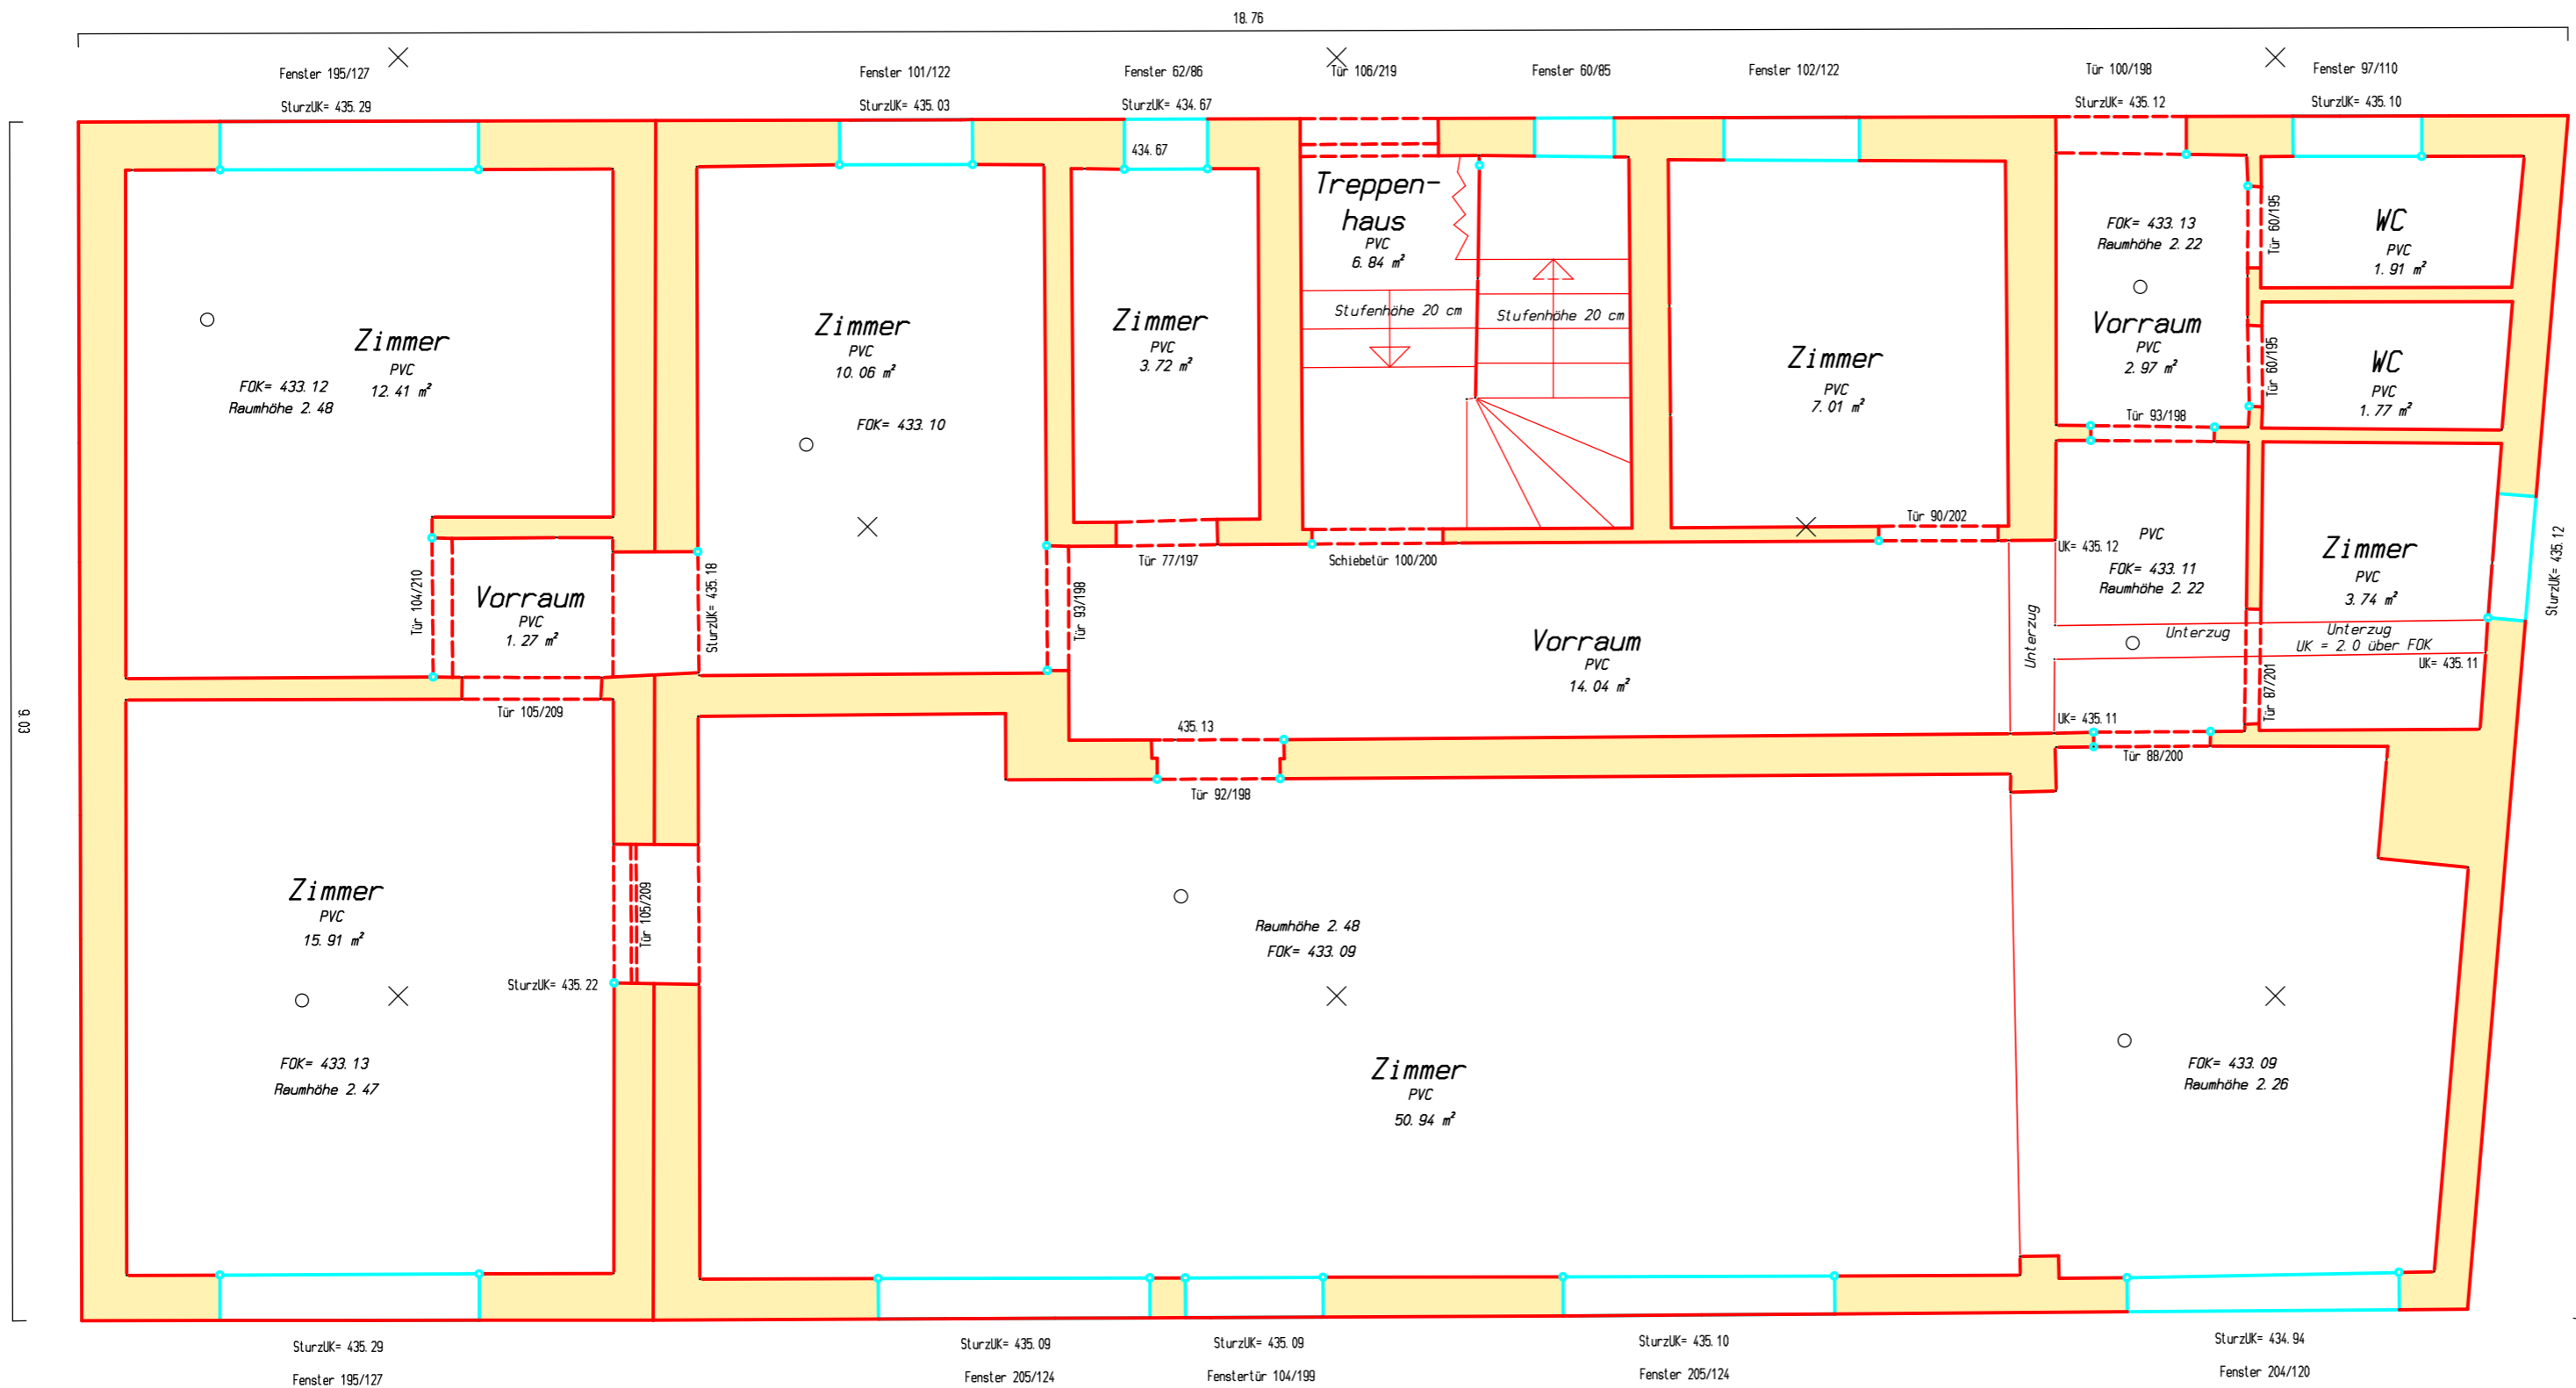 18.76
Fenster 195/127
Fenster 101/122
Fenster 62/86
Tür 106/219
Fenster 60/85
Fenster 102/122
Tür 100/198
Fenster 97/110
SturzUK= 435.29
SturzUK= 435.03
SturzUK= 434.67
SturzUK= 435.12
SturzUK= 435.10
434.67
Treppen-
haus
PVC
6.84 m²
Stufenhöhe 20 cm
Stufenhöhe 20 cm
FOK= 433.13
Raumhöhe 2.22
Vorraum
PVC
2.97 m²
Tür 60/195
WC
PVC
1.91 m²
Tür 60/195
WC
PVC
1.77 m²
Tür 93/198
Zimmer
PVC
12.41 m²
FOK= 433.12
Raumhöhe 2.48
Zimmer
PVC
10.06 m²
FOK= 433.10
Zimmer
PVC
3.72 m²
Zimmer
PVC
7.01 m²
Tür 90/202
Tür 77/197
Schiebetür 100/200
UK= 435.12
PVC
FOK= 433.11
Raumhöhe 2.22
Zimmer
PVC
3.74 m²
SturzUK= 435.12
Tür 104/210
Vorraum
PVC
1.27 m²
SturzUK= 435.18
Tür 93/198
Vorraum
PVC
14.04 m²
Unterzug
Unterzug
Unterzug
UK = 2.0 über FOK
UK= 435.11
Tür 87/201
UK= 435.11
Tür 88/200
9.03
Tür 105/209
435.13
Tür 92/198
Zimmer
PVC
15.91 m²
Tür 105/209
SturzUK= 435.22
FOK= 433.13
Raumhöhe 2.47
Raumhöhe 2.48
FOK= 433.09
Zimmer
PVC
50.94 m²
FOK= 433.09
Raumhöhe 2.26
SturzUK= 435.29
Fenster 195/127
SturzUK= 435.09
Fenster 205/124
SturzUK= 435.09
Fenstertür 104/199
SturzUK= 435.10
Fenster 205/124
SturzUK= 434.94
Fenster 204/120